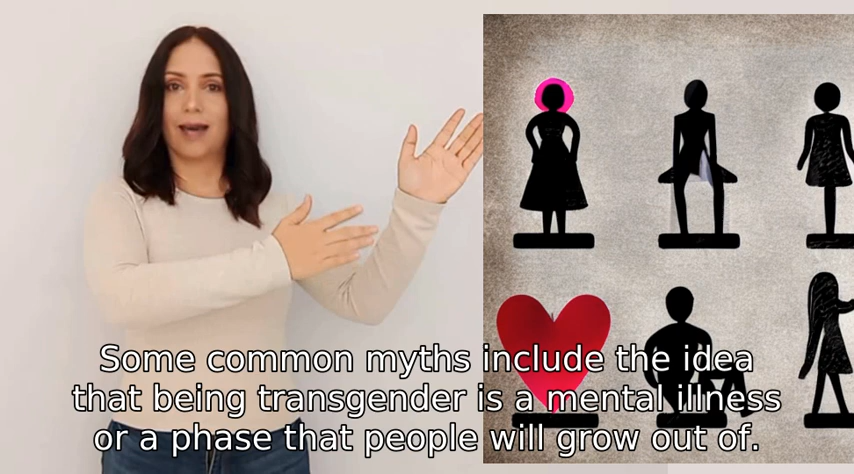 Some common myths include the idea
that being transgender is a mental illness
or a phase that people will grow out of.